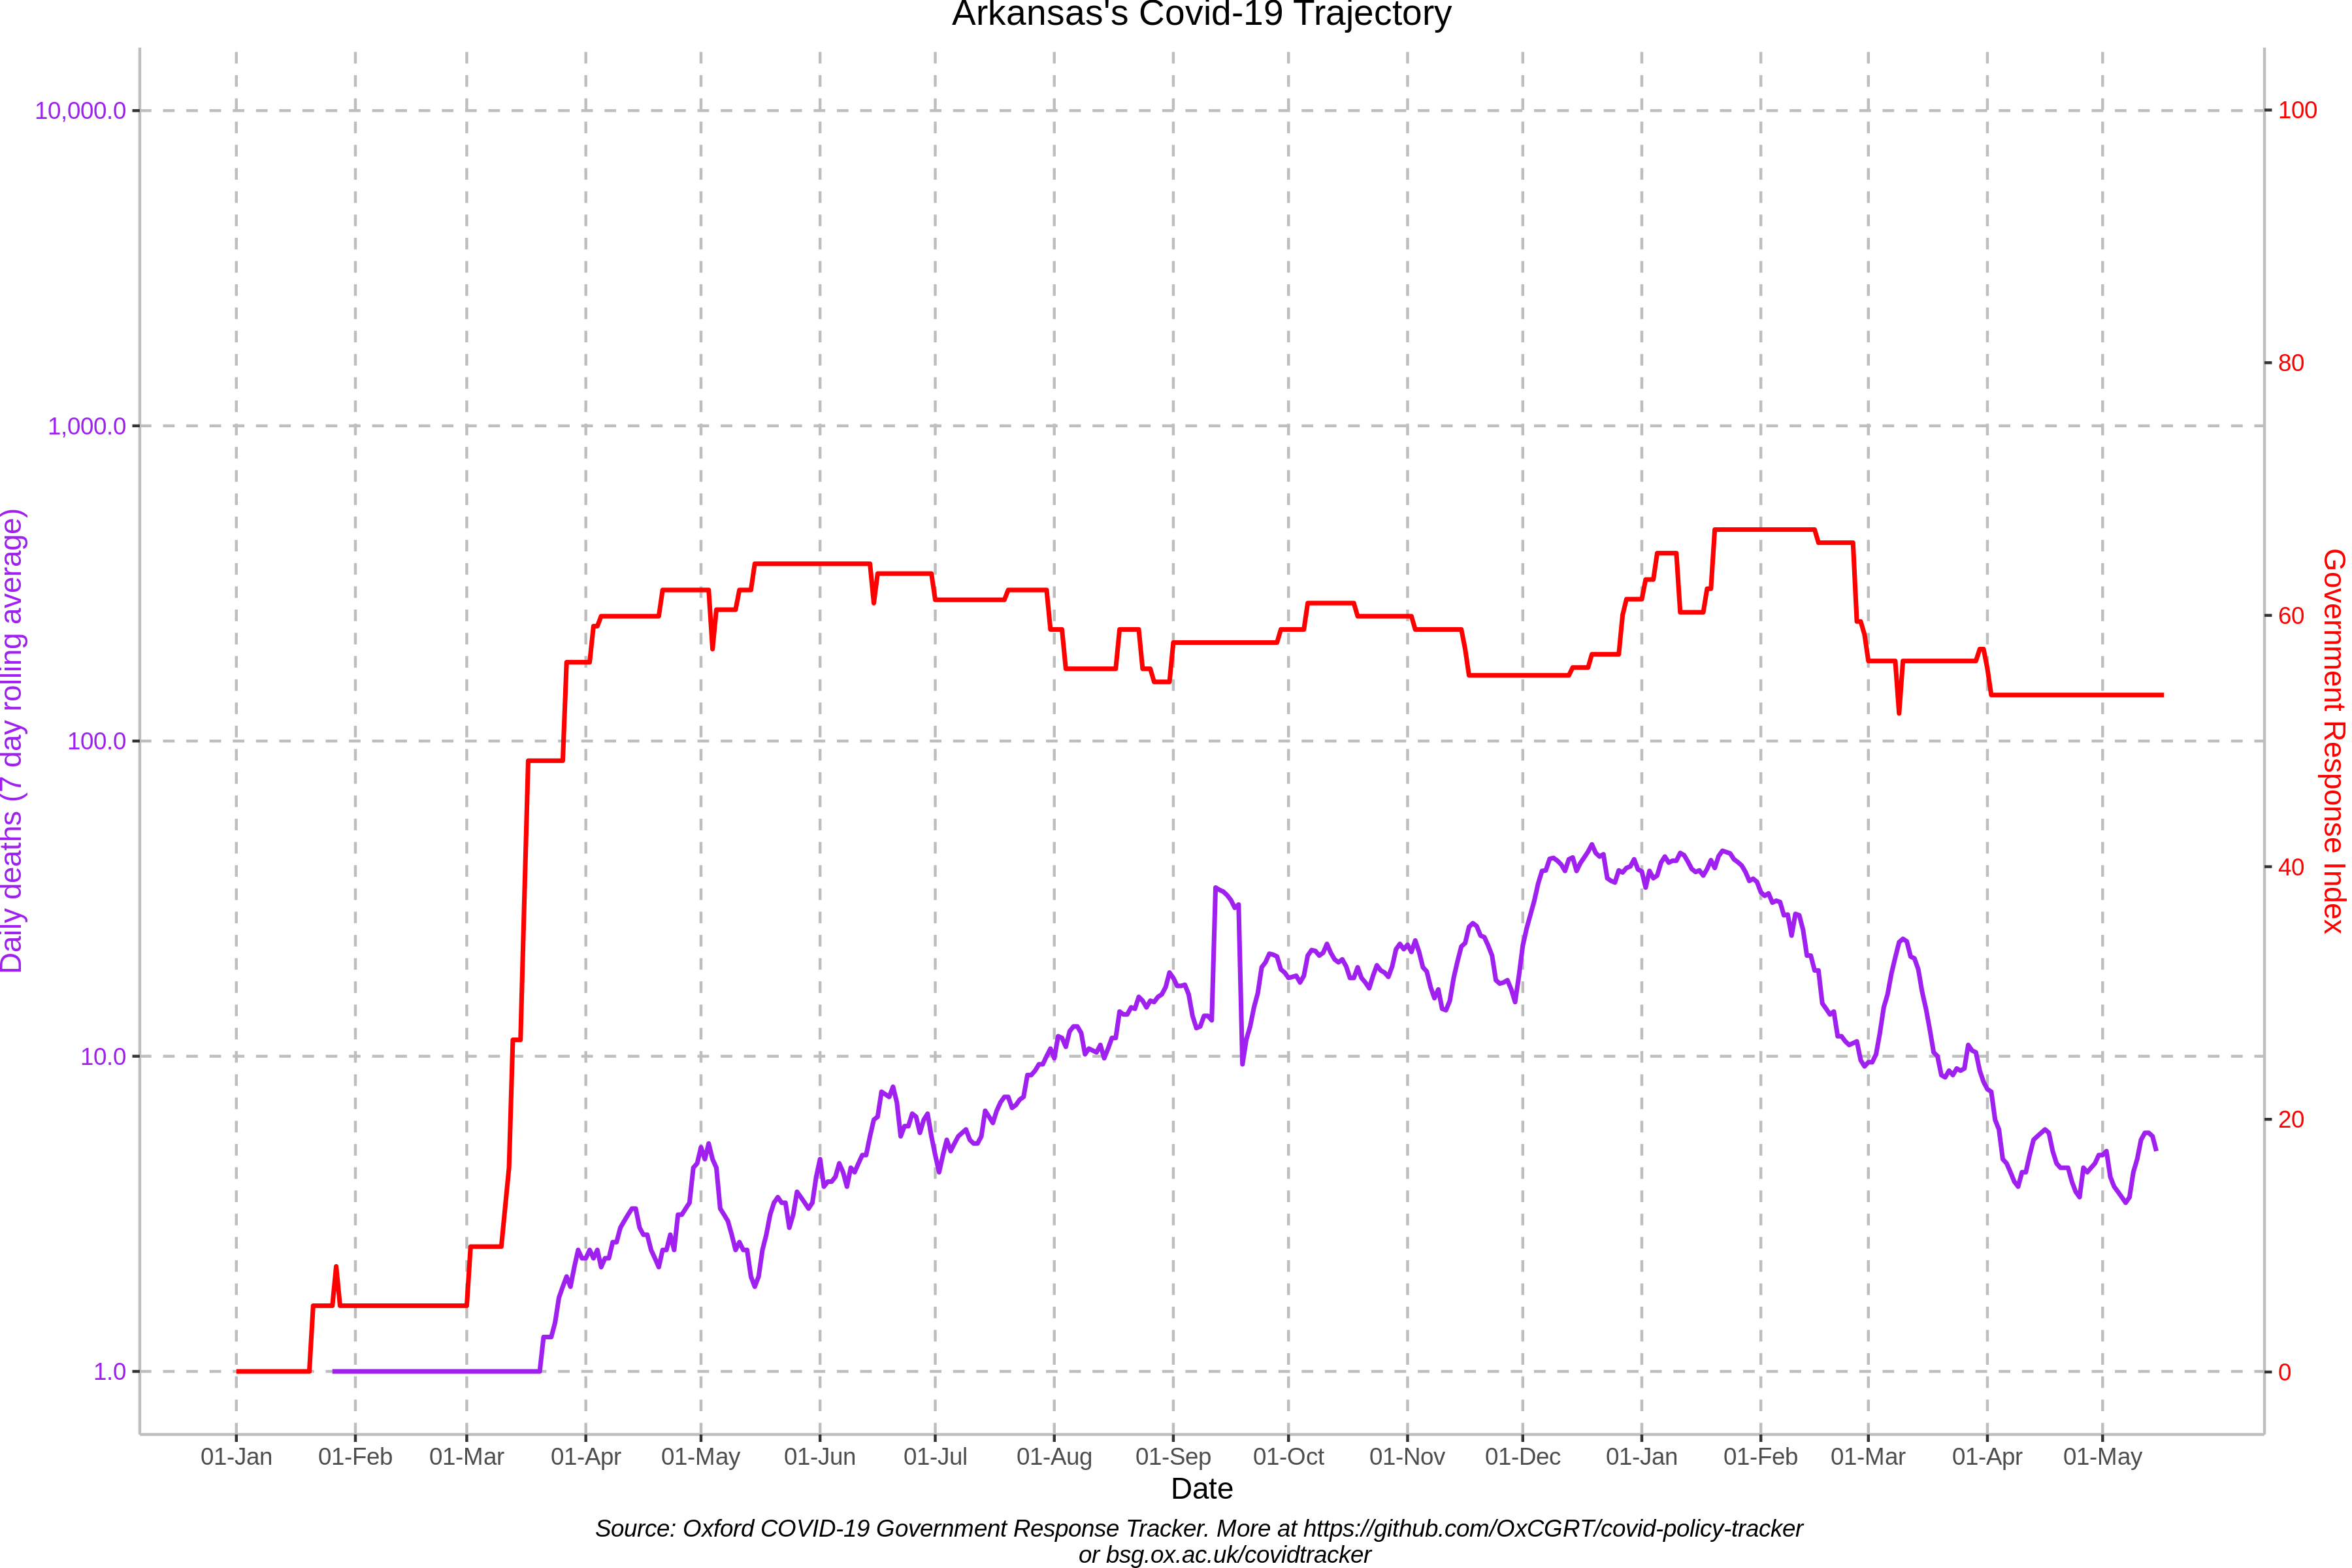 Arkansas's Covid-19 Trajectory
10,000.0
1,000.0
100.0
10.0
1.0
Daily deaths (7 day rolling average)
100
80
60
40
20
0
Government Response Index
01-Jan 01-Feb 01-Mar 01-Apr 01-May 01-Jun 01-Jul 01-Aug 01-Sep 01-Oct 01-Nov 01-Dec 01-Jan 01-Feb 01-Mar 01-Apr 01-May
Date
Source: Oxford COVID-19 Government Response Tracker. More at https://github.com/OxCGRT/covid-policy-tracker
or bsg.ox.ac.uk/covidtracker